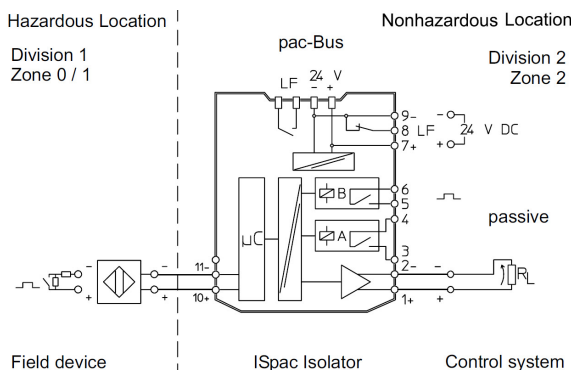 Hazardous Location
Nonhazardous Location
Division 1
Zone 0 / 1
pac-Bus
Division 2
Zone 2
LF 24 V
- +
9- -
8 LF 24 V DC
7+ +
B
6
5
4
passive
µC
A
3
2- -
R
L
1+ +
- - 11-
+ + 10+
Field device
ISpac Isolator
Control system